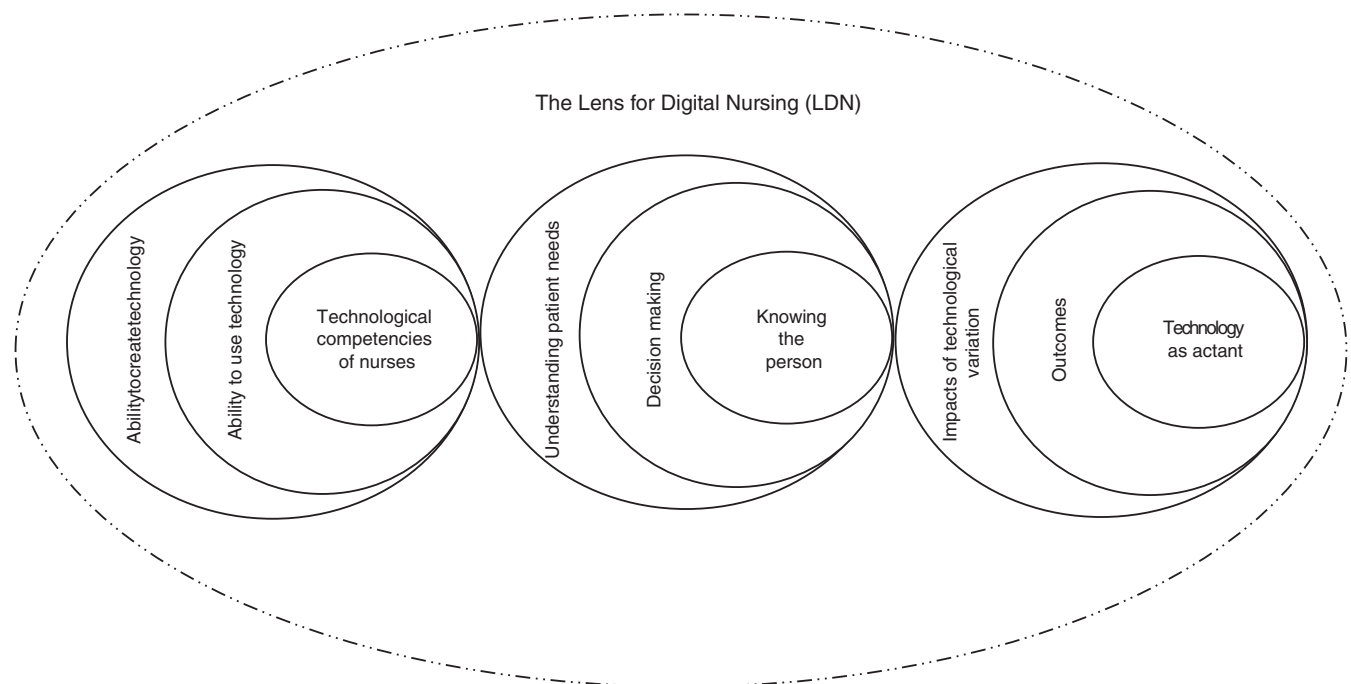 The Lens for Digital Nursing (LDN)
Abilitytocreatetechnology
Ability to use technology
Technological
competencies
of nurses
Understanding patient needs
Decision making
Knowing
the
person
Impacts of technological
variation
Outcomes
Technology
as actant